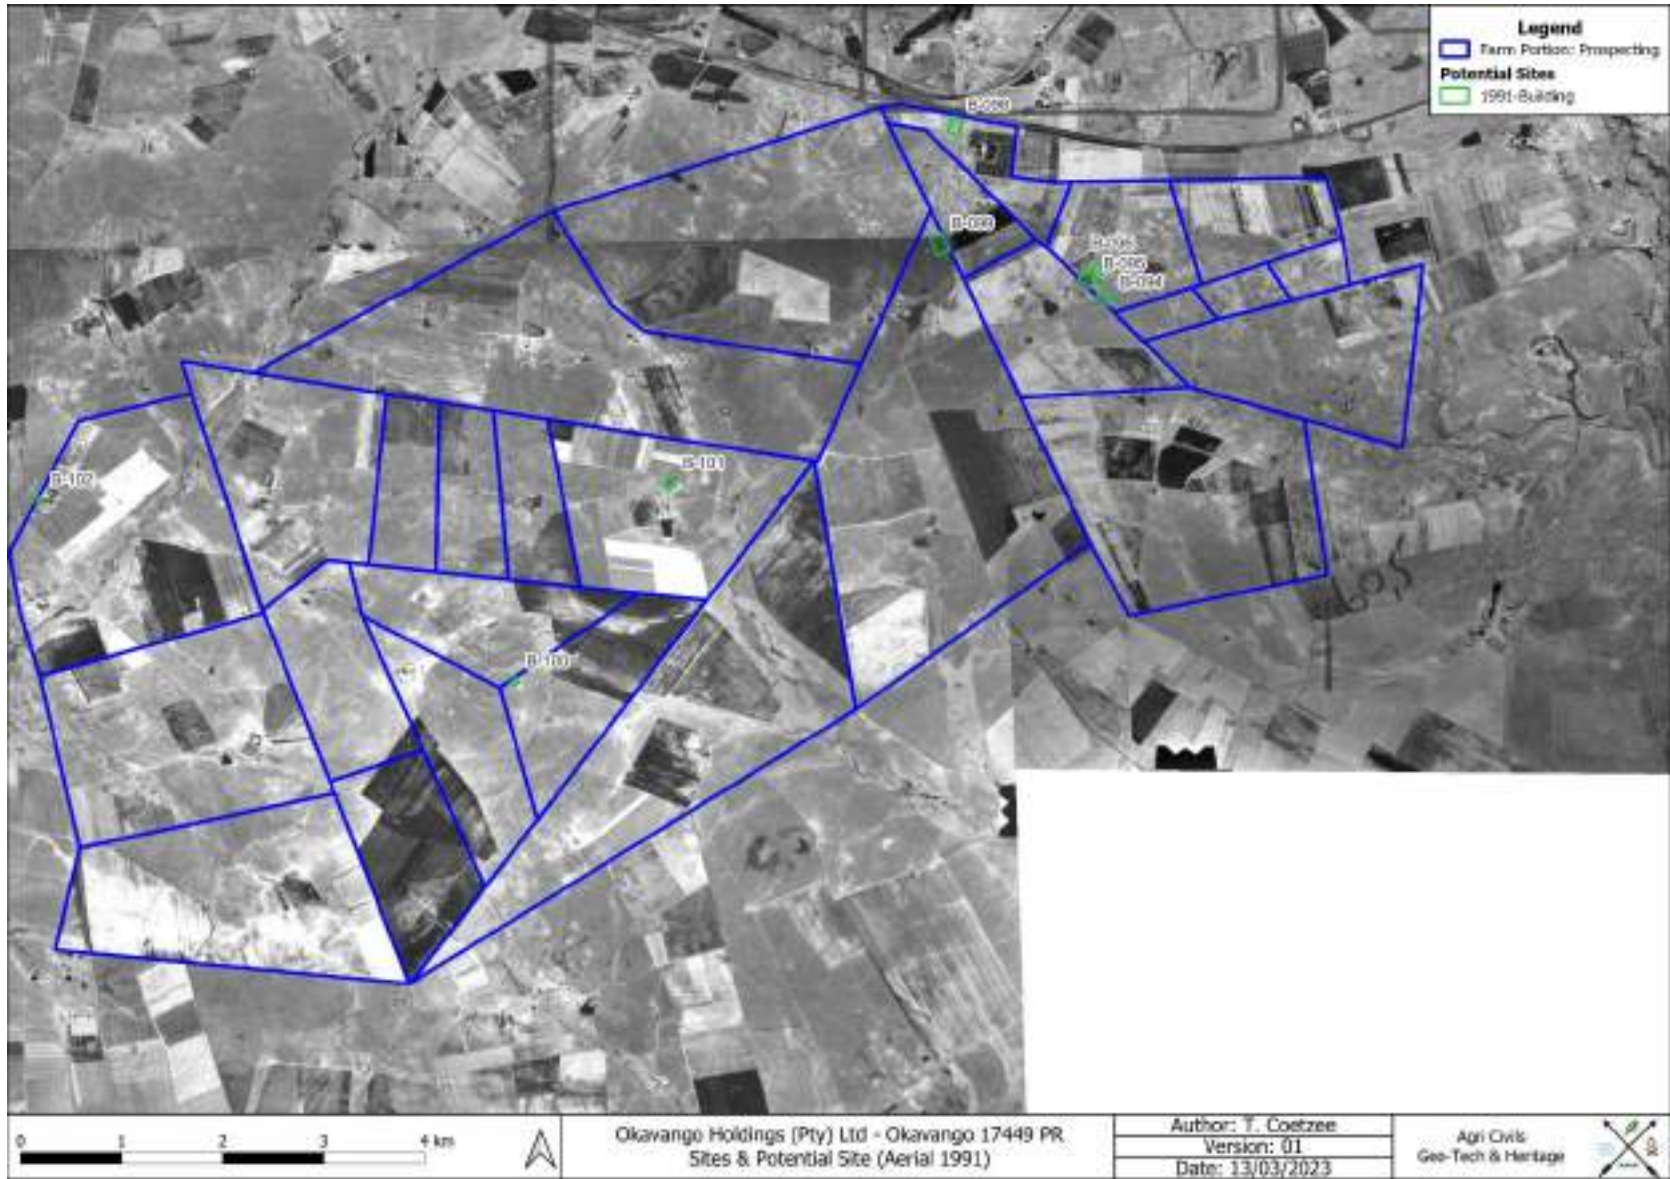 Legend
Farm Portion: Prospecting
Potential Sites
1991-Building
B-098
B-099
B-096
B-095
B-094
B-101
B-102
B-100
0 1 2 3 4 km
Okavango Holdings (Pty) Ltd - Okavango 17449 PR
Sites & Potential Site (Aerial 1991)
Author: T. Coetzee
Version: 01
Date: 13/03/2023
Agri Civils
Geo-Tech & Heritage